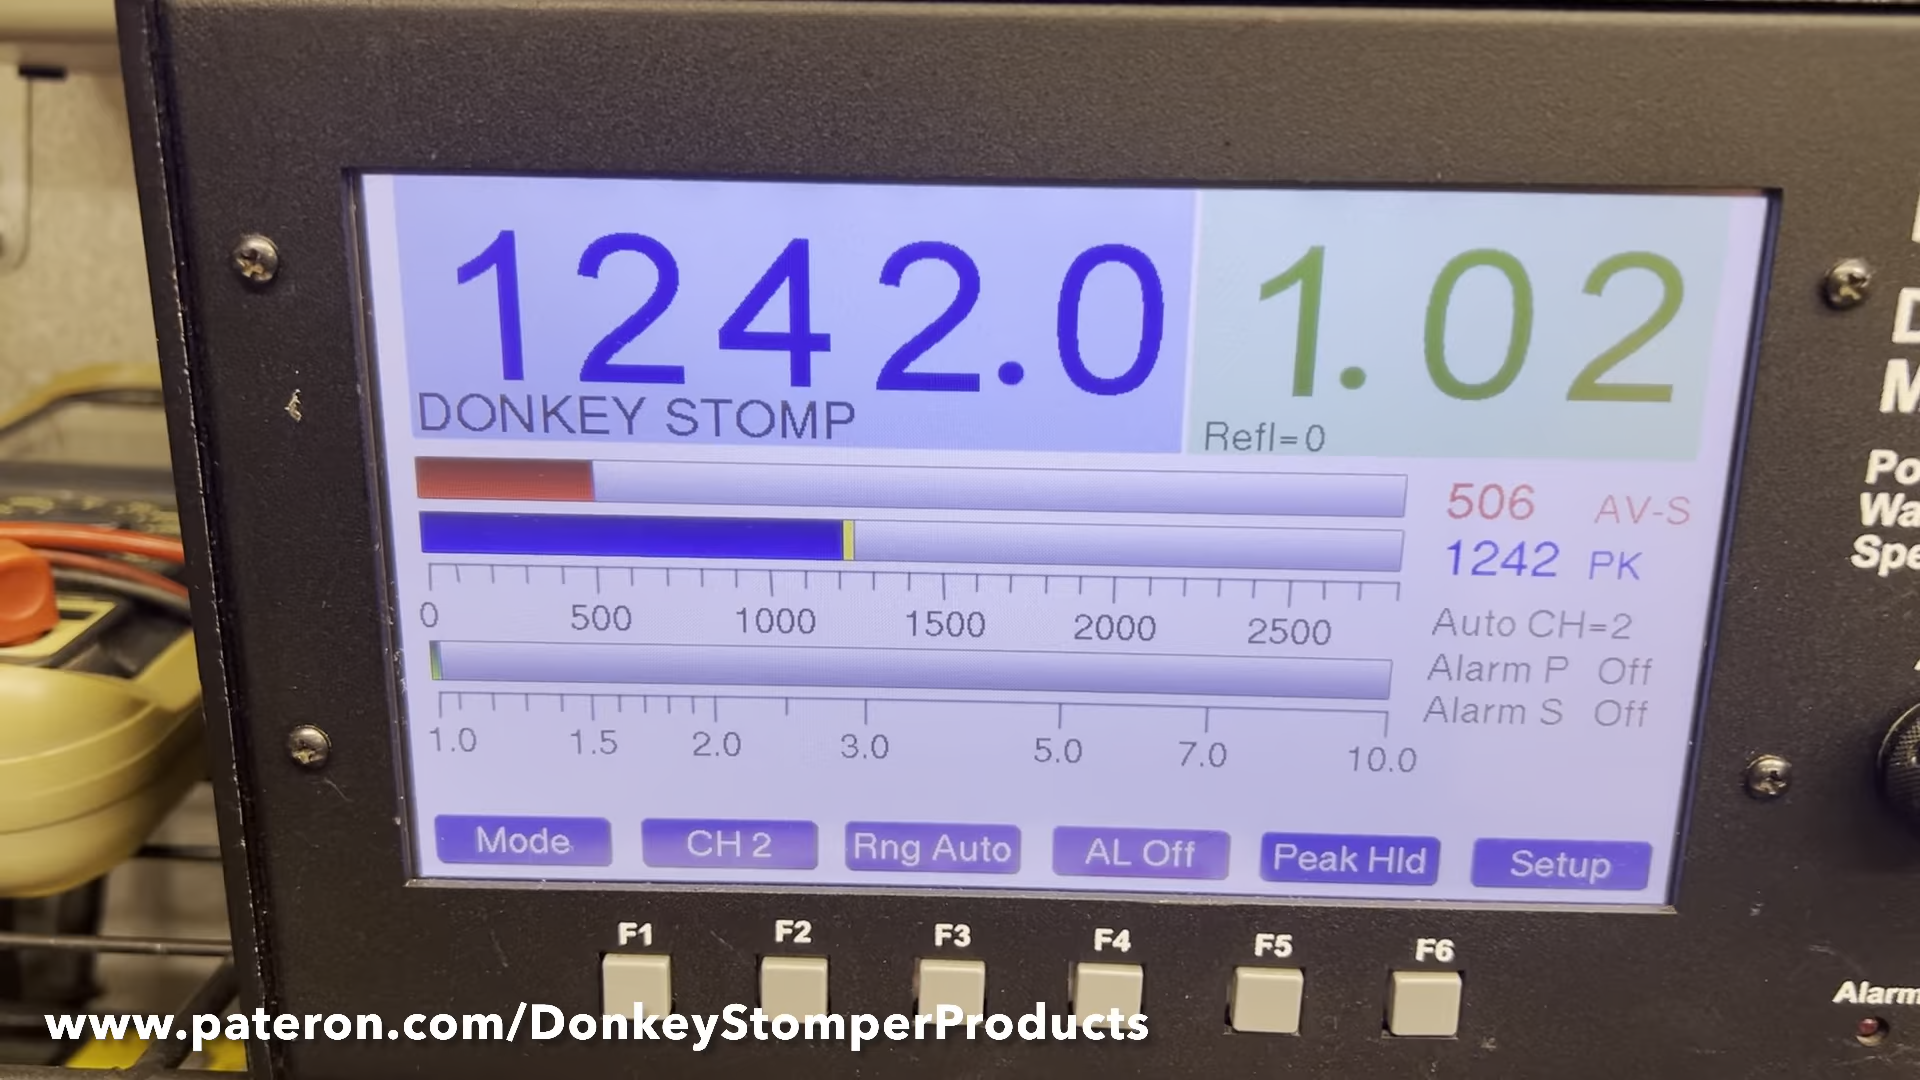 1242.0
1.02
DONKEY STOMP
Refl=0
506 AV-S
1242 PK
0 500 1000 1500 2000 2500
Auto CH=2
Alarm P Off
Alarm S Off
1.0 1.5 2.0 3.0 5.0 7.0 10.0
Mode CH 2 Rng Auto AL Off Peak Hld Setup
F1 F2 F3 F4 F5 F6
Alarm
www.pateron.com/DonkeyStomperProducts